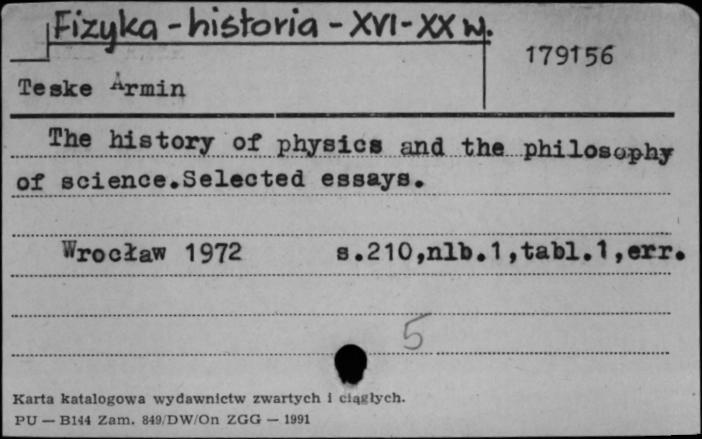 Fizyka - historia - XVI - XX w.
179156
Teske Armin
The history of physics and the philosophy
of science.Selected essays.
Wrocław 1972 s.210,nlb.1,tabl.1,err.
5
Karta katalogowa wydawnictw zwartych i ciągłych.
PU — B144 Zam. 849/DW/On ZGG — 1991